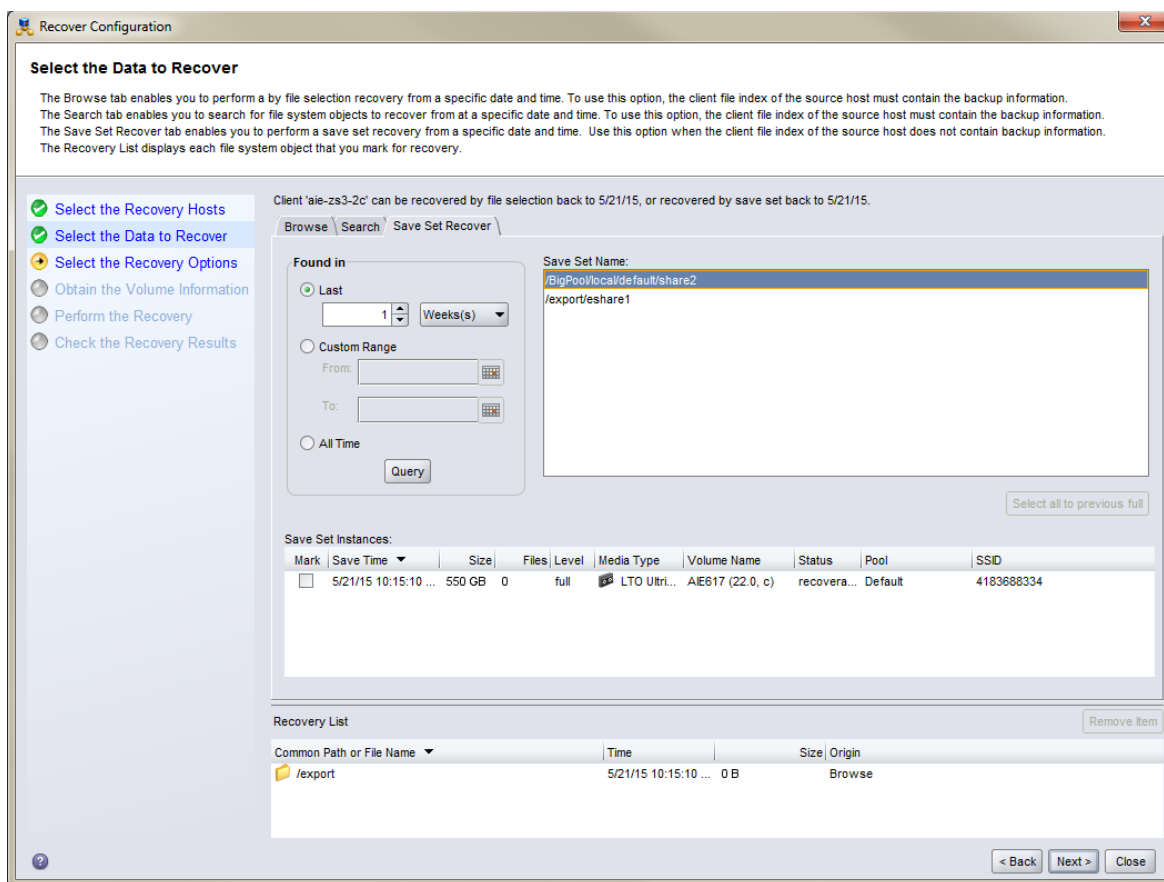 Recover Configuration
Select the Data to Recover
The Browse tab enables you to perform a by file selection recovery from a specific date and time. To use this option, the client file index of the source host must contain the backup information.
The Search tab enables you to search for file system objects to recover from at a specific date and time. To use this option, the client file index of the source host must contain the backup information.
The Save Set Recover tab enables you to perform a save set recovery from a specific date and time. Use this option when the client file index of the source host does not contain backup information.
The Recovery List displays each file system object that you mark for recovery.
Select the Recovery Hosts
Select the Data to Recover
Select the Recovery Options
Obtain the Volume Information
Perform the Recovery
Check the Recovery Results
Client 'aie-zs3-2c' can be recovered by file selection back to 5/21/15, or recovered by save set back to 5/21/15.
Browse Search Save Set Recover
Found in
Last
1 Weeks(s)
Custom Range
From:
To:
All Time
Query
Save Set Name:
/BigPool/local/default/share2
/export/eshare1
Select all to previous full
Save Set Instances:
Mark Save Time Size Files Level Media Type Volume Name Status Pool SSID
5/21/15 10:15:10 ... 550 GB 0 full LTO Ultri... AIE617 (22.0, c) recovera... Default 4183688334
Recovery List
Remove Item
Common Path or File Name Time Size Origin
/export 5/21/15 10:15:10 ... 0 B Browse
? < Back Next > Close